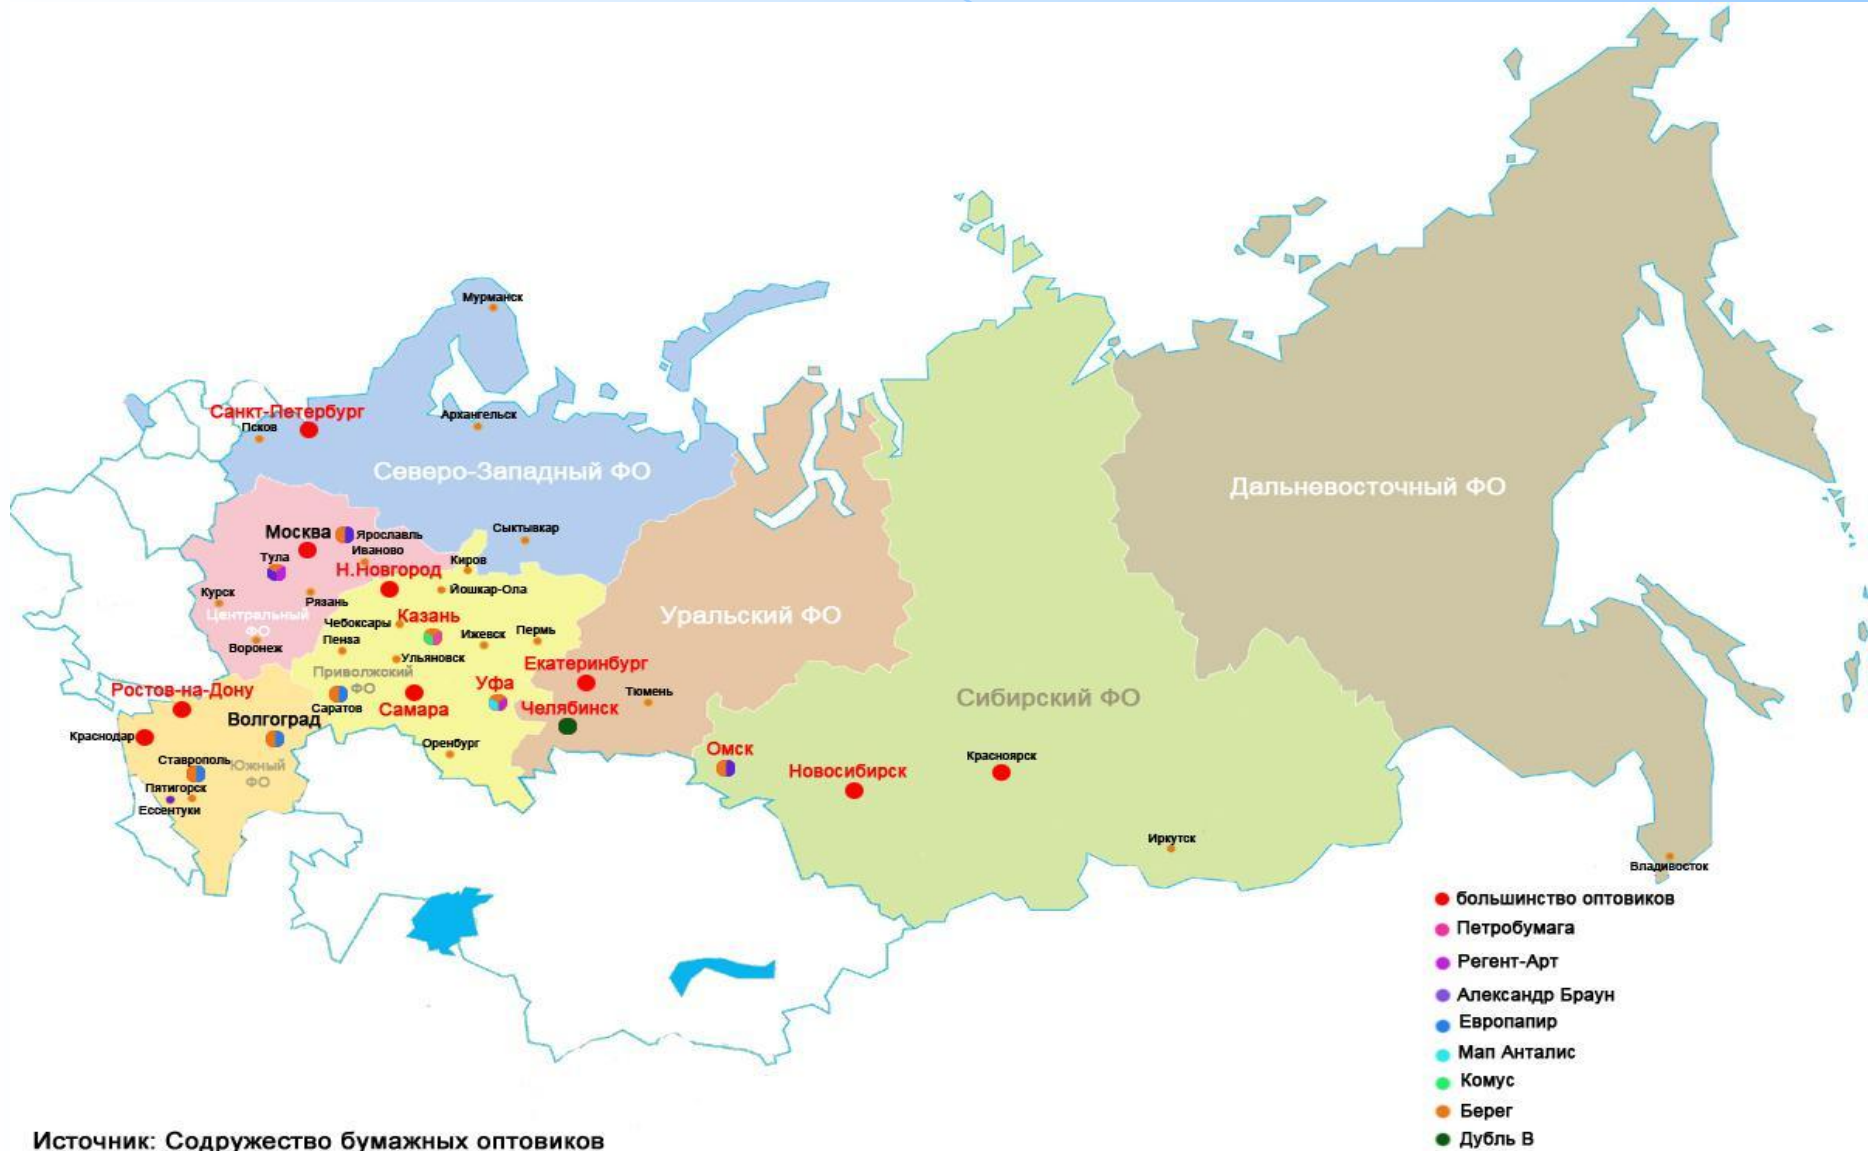 Мурманск
Санкт-Петербург
Псков
Архангельск
Северо-Западный ФО
Дальневосточный ФО
Москва
Ярославль
Сыктывкар
Иваново
Тула
Киров
Н.Новгород
Йошкар-Ола
Курск
Рязань
Центральный
ФО
Чебоксары
Казань
Уральский ФО
Воронеж
Пенза
Ижевск
Пермь
Ульяновск
Екатеринбург
Приволжский
ФО
Ростов-на-Дону
Уфа
Тюмень
Сибирский ФО
Саратов
Самара
Челябинск
Волгоград
Краснодар
Оренбург
Омск
Ставрополь
Южный
ФО
Новосибирск
Красноярск
Пятигорск
Ессентуки
Иркутск
Владивосток
большинство оптовиков
Петробумага
Регент-Арт
Александр Браун
Европапир
Мап Анталис
Комус
Берег
Дубль В
Источник: Содружество бумажных оптовиков